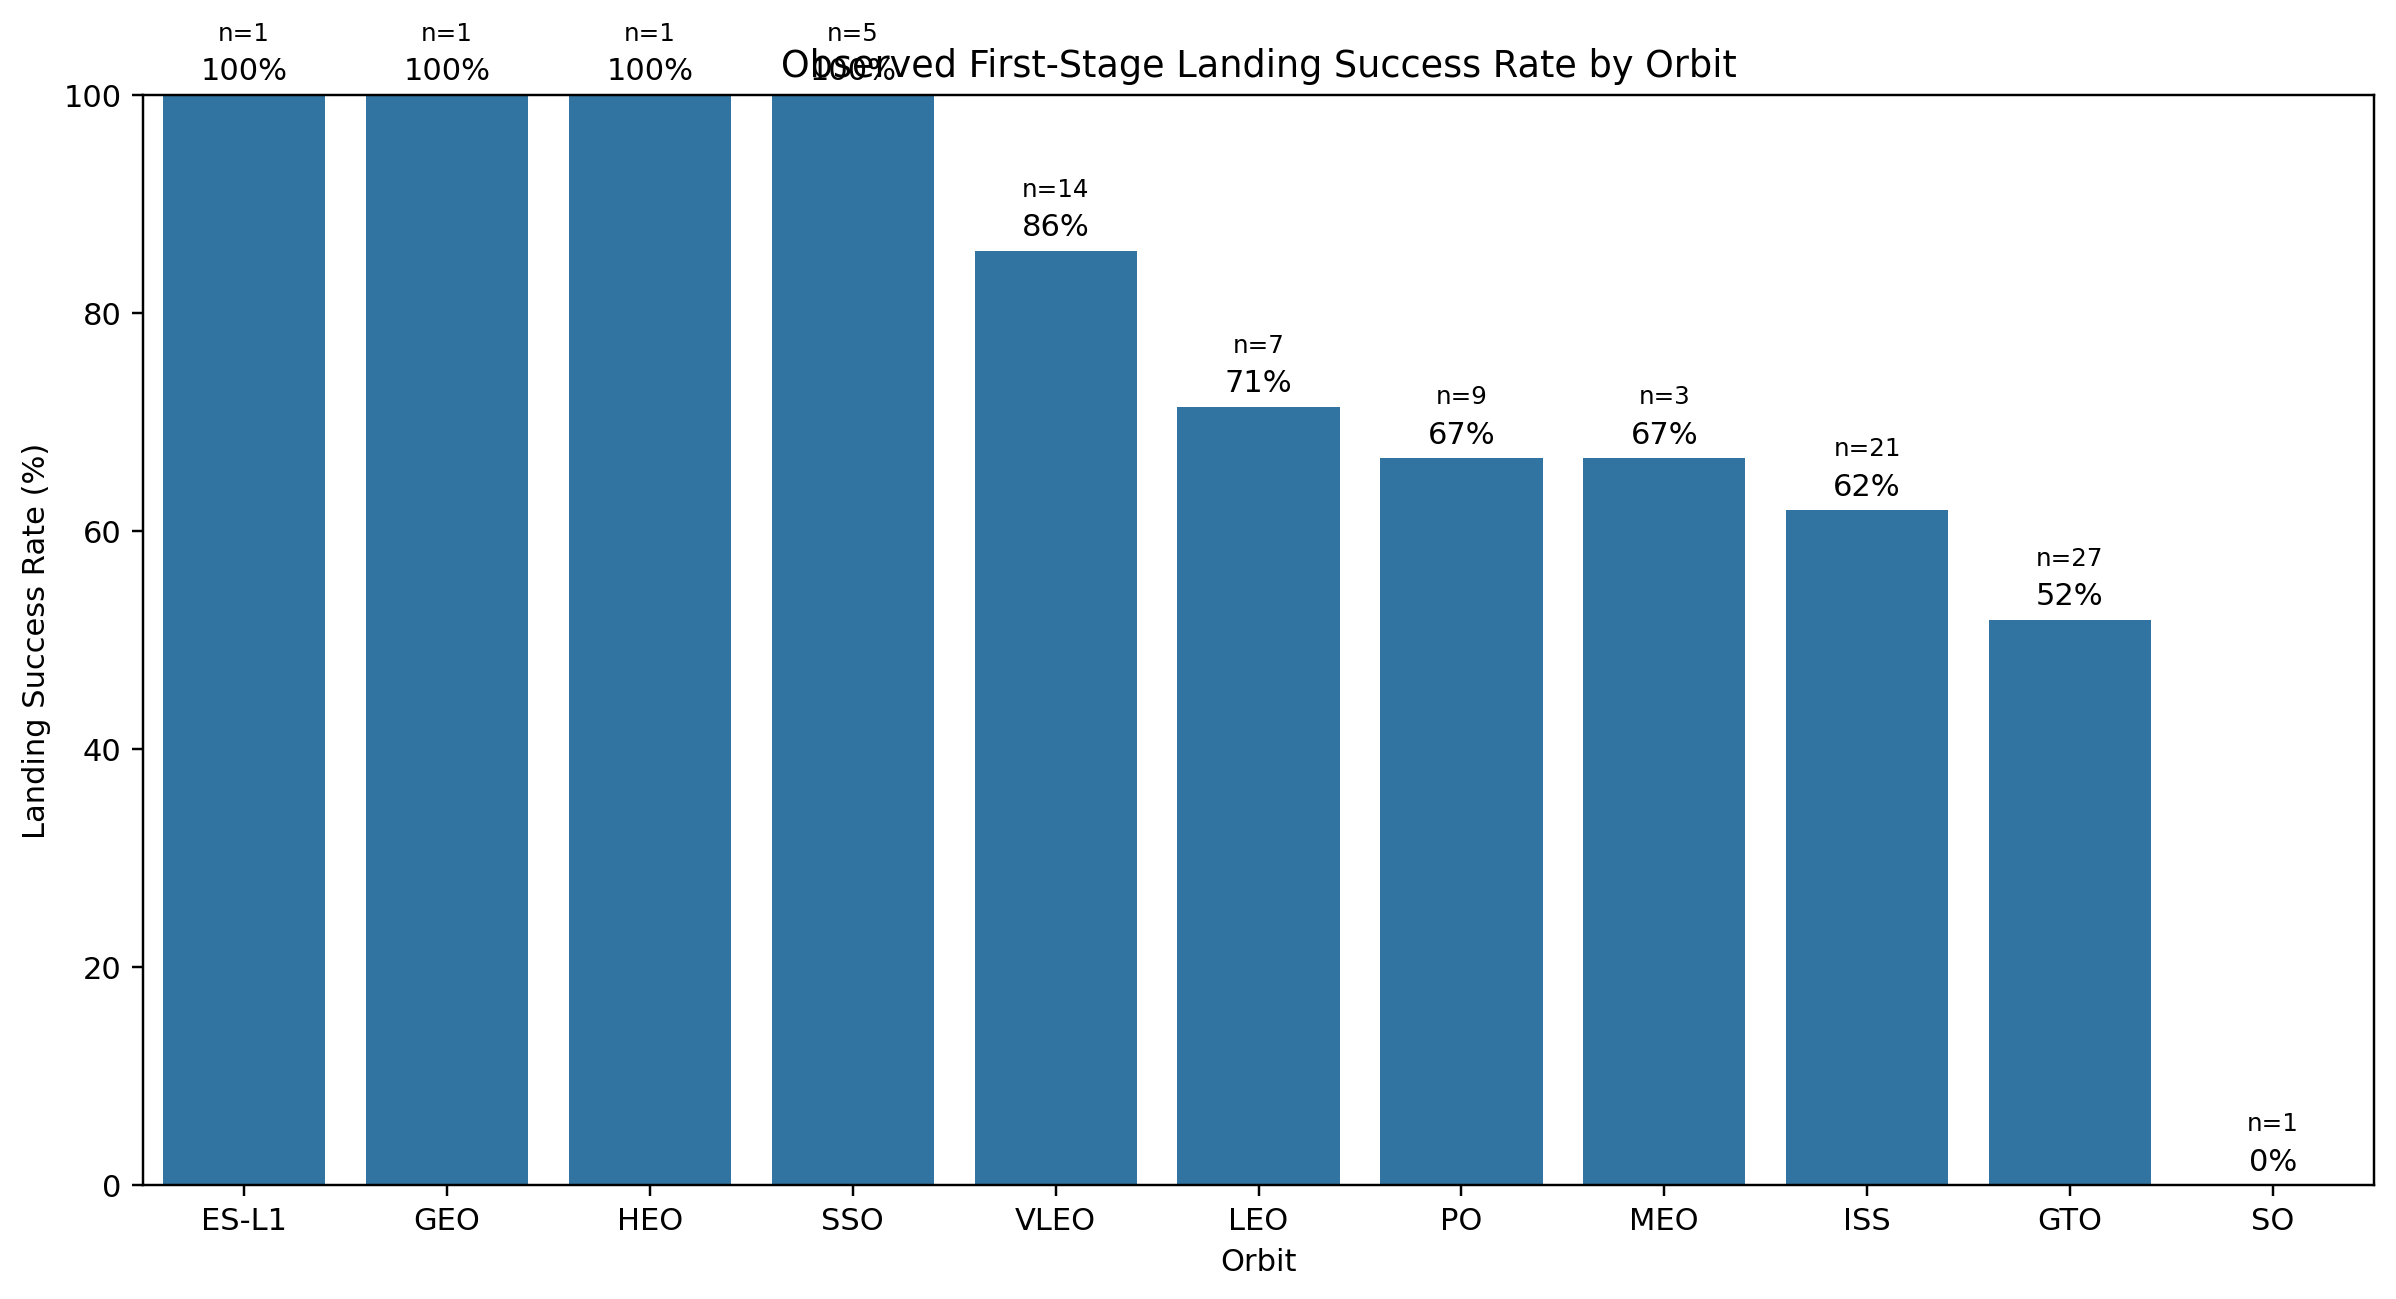 n=1 n=1 n=1 n=5
100% 100% 100% 100%
Observed First-Stage Landing Success Rate by Orbit
100
n=14
86%
80
n=7
71%
n=9 n=3
67% 67%
n=21
62%
60
n=27
52%
40
20
n=1
0%
0
Landing Success Rate (%)
ES-L1 GEO HEO SSO VLEO LEO PO MEO ISS GTO SO
Orbit